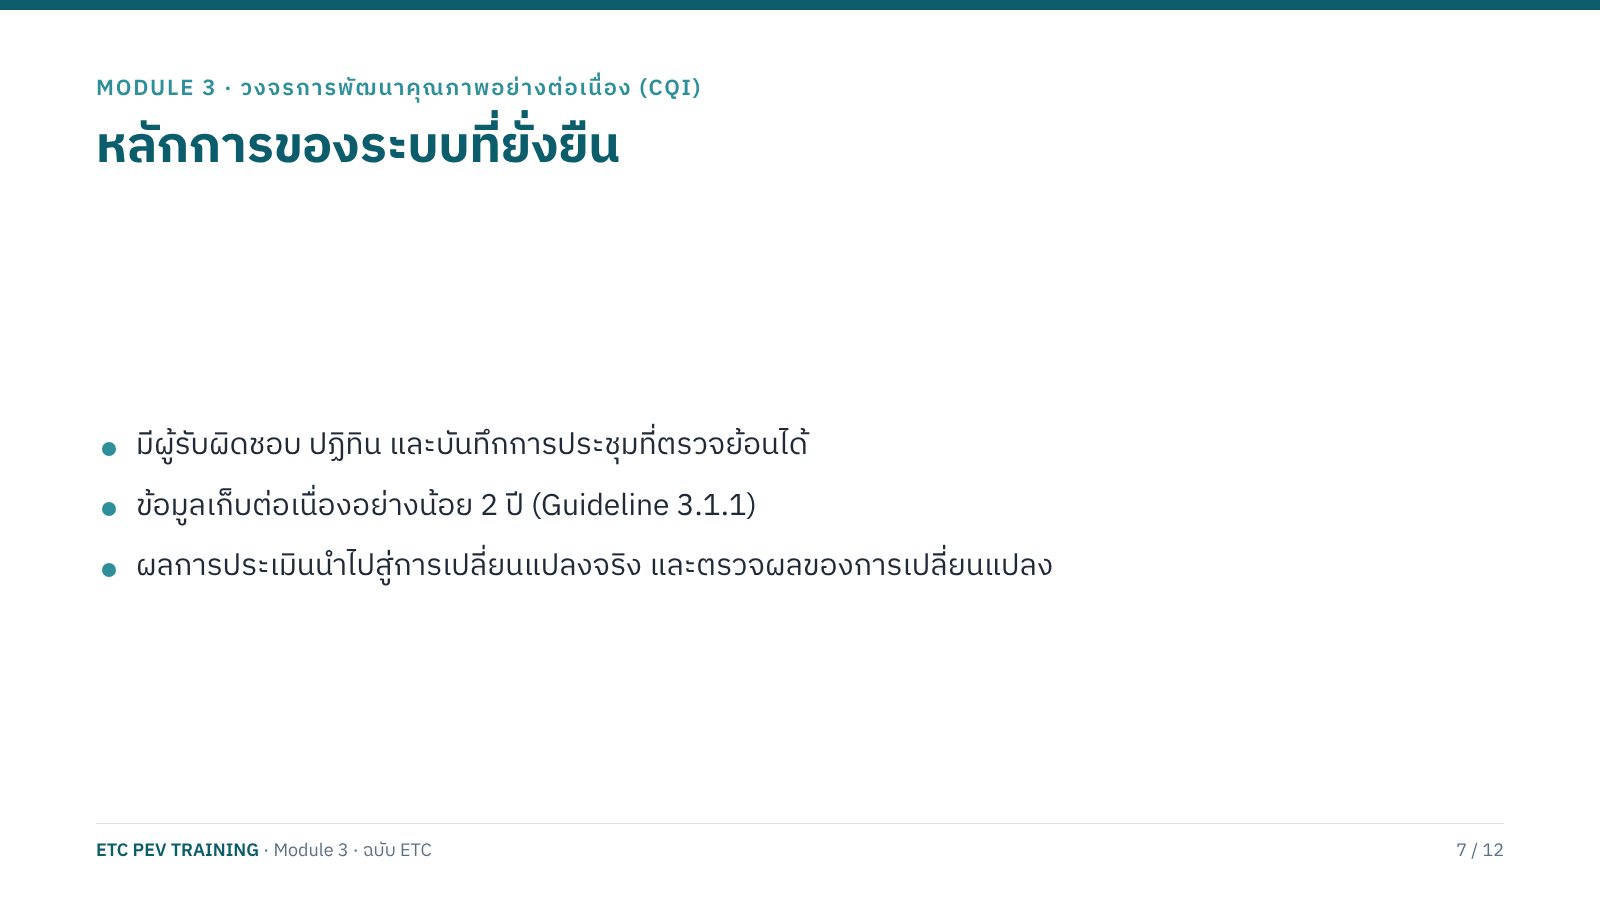 MODULE 3 · วงจรการพัฒนาคุณภาพอย่างต่อเนื่อง (CQI)
หลักการของระบบที่ยั่งยืน
มีผู้รับผิดชอบ ปฏิทิน และบันทึกการประชุมที่ตรวจย้อนได้
ข้อมูลเก็บต่อเนื่องอย่างน้อย 2 ปี (Guideline 3.1.1)
ผลการประเมินนำไปสู่การเปลี่ยนแปลงจริง และตรวจผลของการเปลี่ยนแปลง
ETC PEV TRAINING · Module 3 · ฉบับ ETC
7 / 12